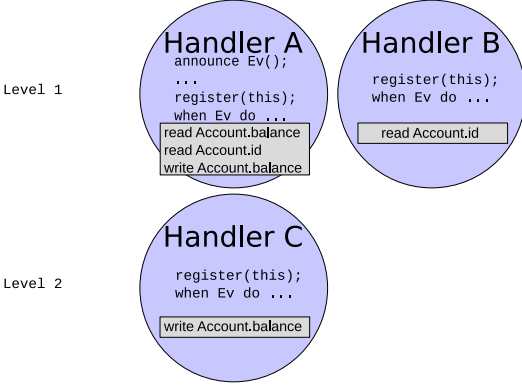 Level 1
Handler A
announce Ev();
...
register(this);
when Ev do ...
read Account.balance
read Account.id
write Account.balance
Handler B
register(this);
when Ev do ...
read Account.id
Level 2
Handler C
register(this);
when Ev do ...
write Account.balance